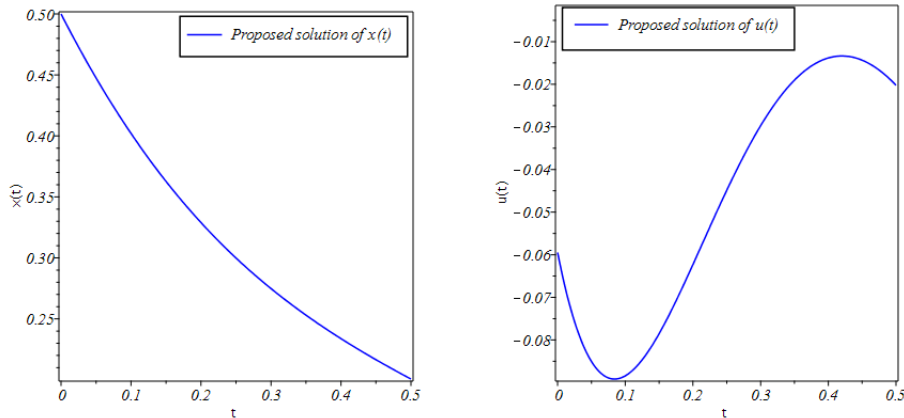 Proposed solution of x(t)
0.50
0.45
0.40
0.35
0.30
0.25
x(t)
0 0.1 0.2 0.3 0.4 0.5
t
Proposed solution of u(t)
−0.01
−0.02
−0.03
−0.04
−0.05
−0.06
−0.07
−0.08
u(t)
0 0.1 0.2 0.3 0.4 0.5
t